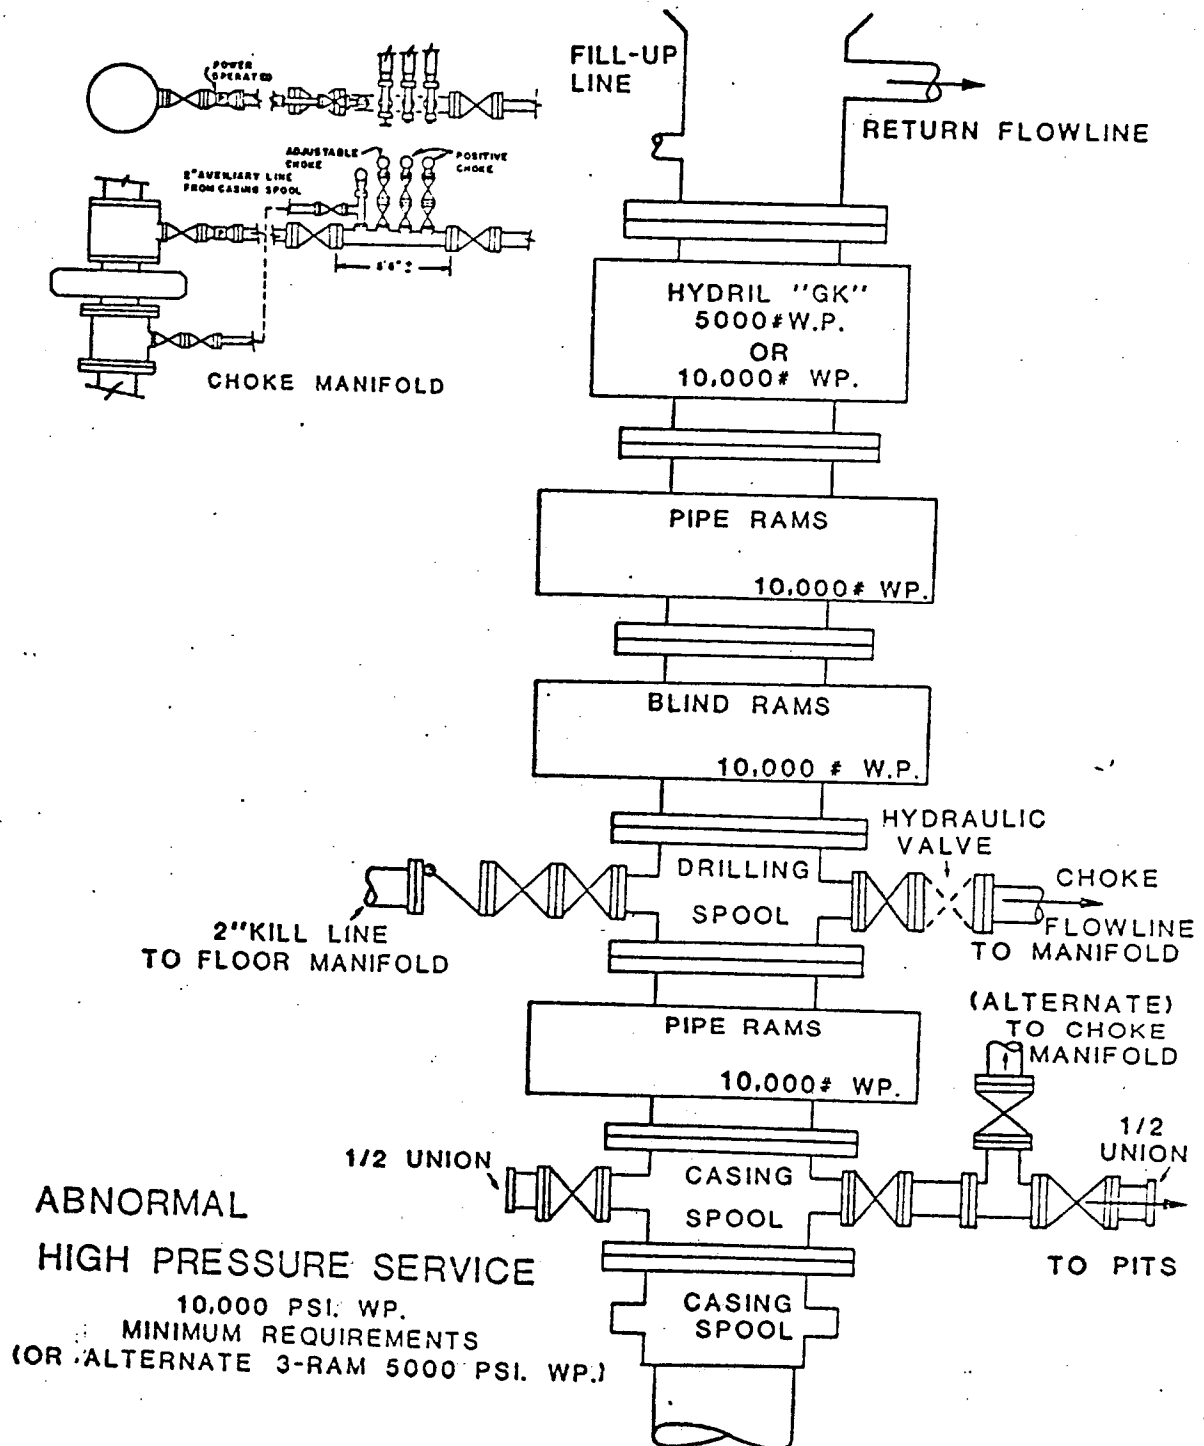 POWER
OPERATED
ADJUSTABLE
CHOKE
POSITIVE
CHOKE
2" AUXILIARY LINE
FROM CASING SPOOL
CHOKE MANIFOLD
FILL-UP
LINE
RETURN FLOWLINE
HYDRIL "GK"
5000# W.P.
OR
10,000# WP.
PIPE RAMS
10,000# WP.
BLIND RAMS
10,000 # W.P.
HYDRAULIC
VALVE
DRILLING
SPOOL
CHOKE
FLOWLINE
TO MANIFOLD
2" KILL LINE
TO FLOOR MANIFOLD
(ALTERNATE)
TO CHOKE
MANIFOLD
PIPE RAMS
10,000# WP.
1/2 UNION
1/2
UNION
CASING
SPOOL
TO PITS
CASING
SPOOL
ABNORMAL
HIGH PRESSURE SERVICE
10,000 PSI. WP.
MINIMUM REQUIREMENTS
(OR ALTERNATE 3-RAM 5000 PSI. WP.)